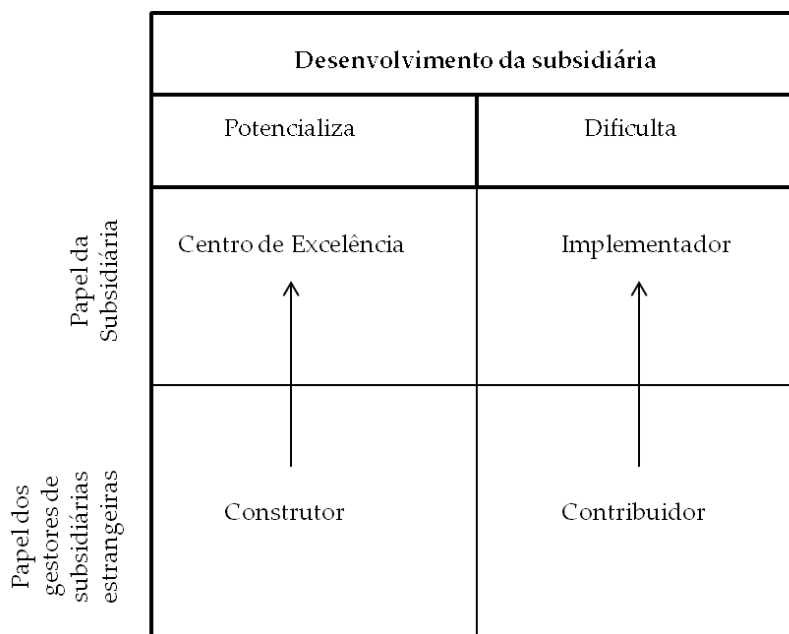 Desenvolvimento da subsidiária
Potencializa
Dificulta
Papel da
Subsidiária
Centro de Excelência
Implementador
Papel dos
gestores de
subsidiárias
estrangeiras
Construtor
Contribuidor